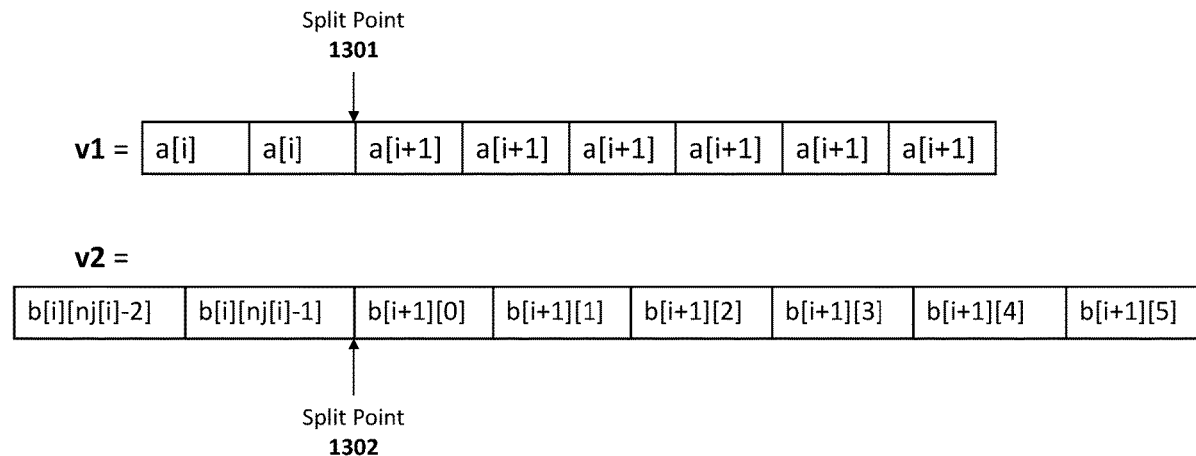 Split Point
1301
v1 = a[i] a[i] a[i+1] a[i+1] a[i+1] a[i+1] a[i+1] a[i+1]
v2 =
b[i][nj[i]-2] b[i][nj[i]-1] b[i+1][0] b[i+1][1] b[i+1][2] b[i+1][3] b[i+1][4] b[i+1][5]
Split Point
1302